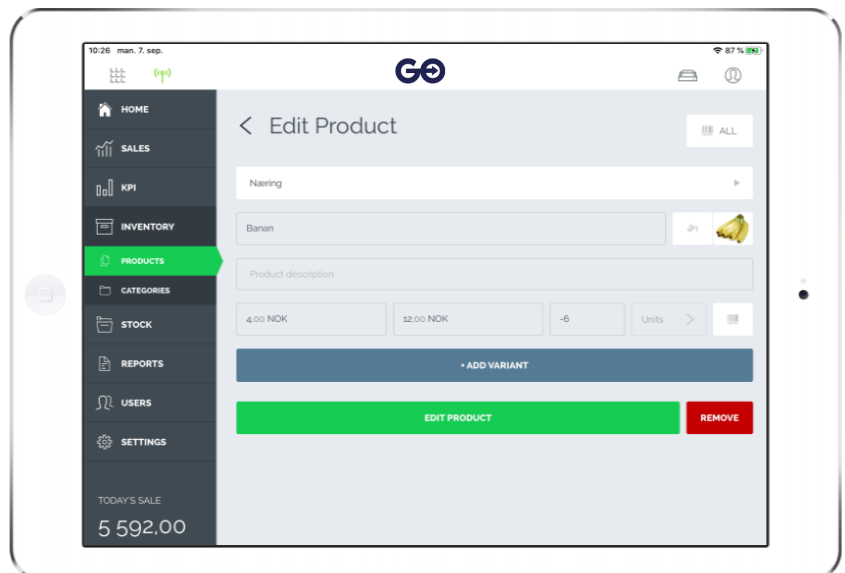 10:26 man. 7. sep.
87 %
GO
HOME
SALES
KPI
INVENTORY
PRODUCTS
CATEGORIES
STOCK
REPORTS
USERS
SETTINGS
TODAY'S SALE
5 592,00
Edit Product
ALL
Næring
Banan
Product description
4,00 NOK
12,00 NOK
-6
Units
+ ADD VARIANT
EDIT PRODUCT
REMOVE